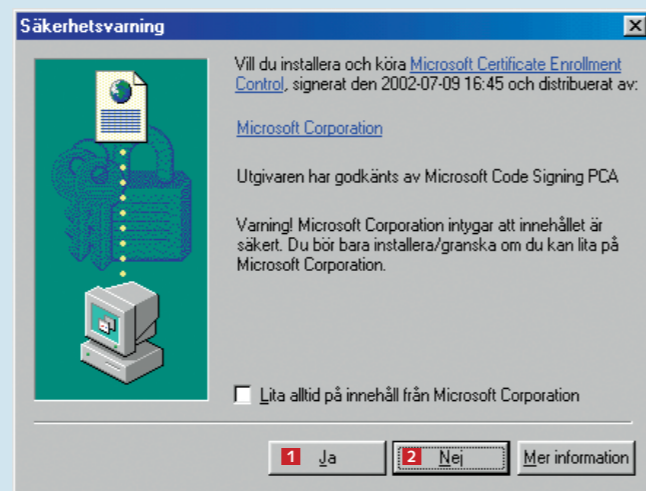 Säkerhetsvarning
Vill du installera och köra Microsoft Certificate Enrollment
Control, signerat den 2002-07-09 16:45 och distribuerat av:
Microsoft Corporation
Utgivaren har godkänts av Microsoft Code Signing PCA
Varning! Microsoft Corporation intygar att innehållet är
säkert. Du bör bara installera/granska om du kan lita på
Microsoft Corporation.
Lita alltid på innehåll från Microsoft Corporation
1 Ja 2 Nej Mer information